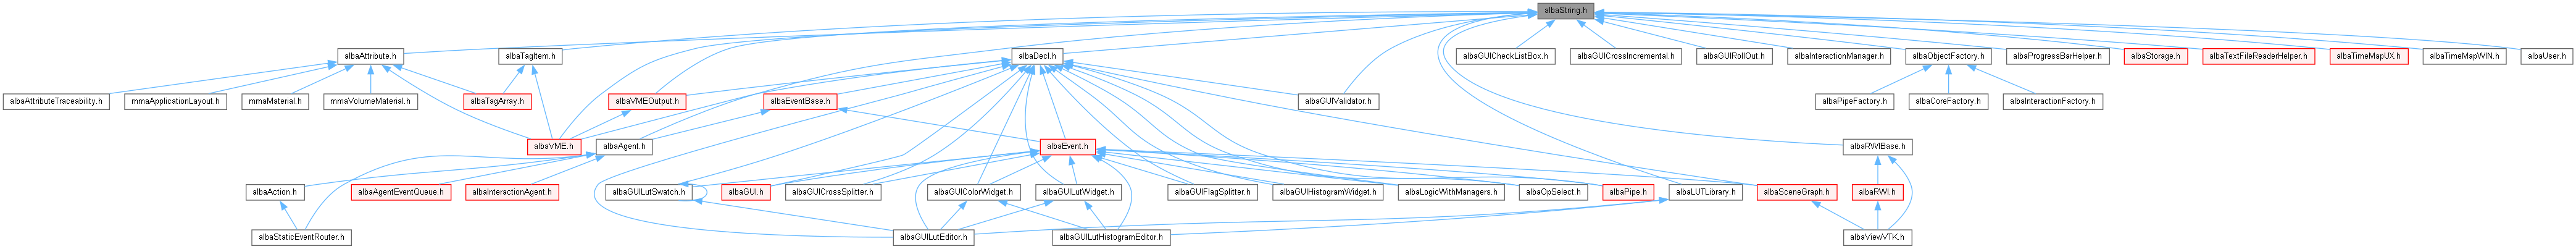 albaString.h
albaAttribute.h
albaTagItem.h
albaDecl.h
albaGUICheckListBox.h
albaGUICrossIncremental.h
albaGUIRollOut.h
albaInteractionManager.h
albaObjectFactory.h
albaProgressBarHelper.h
albaStorage.h
albaTextFileReaderHelper.h
albaTimeMapUX.h
albaTimeMapWIN.h
albaUser.h
albaAttributeTraceability.h
mmaApplicationLayout.h
mmaMaterial.h
mmaVolumeMaterial.h
albaTagArray.h
albaVMEOutput.h
albaEventBase.h
albaGUIValidator.h
albaPipeFactory.h
albaCoreFactory.h
albaInteractionFactory.h
albaVME.h
albaAgent.h
albaEvent.h
albaRWIBase.h
albaAction.h
albaAgentEventQueue.h
albaInteractionAgent.h
albaGUILutSwatch.h
albaGUI.h
albaGUICrossSplitter.h
albaGUIColorWidget.h
albaGUILutWidget.h
albaGUIFlagSplitter.h
albaGUIHistogramWidget.h
albaLogicWithManagers.h
albaOpSelect.h
albaPipe.h
albaLUTLibrary.h
albaSceneGraph.h
albaRWI.h
albaStaticEventRouter.h
albaGUILutEditor.h
albaGUILutHistogramEditor.h
albaViewVTK.h